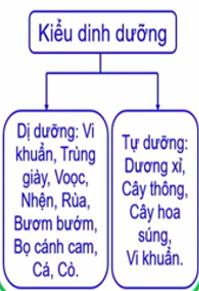 Kiểu dinh dưỡng
Dị dưỡng: Vi
khuẩn, Trùng
giày, Voọc,
Nhện, Rùa,
Bươm bướm,
Bọ cánh cam,
Cá, Cò.
Tự dưỡng:
Dương xỉ,
Cây thông,
Cây hoa
súng,
Vi khuẩn.